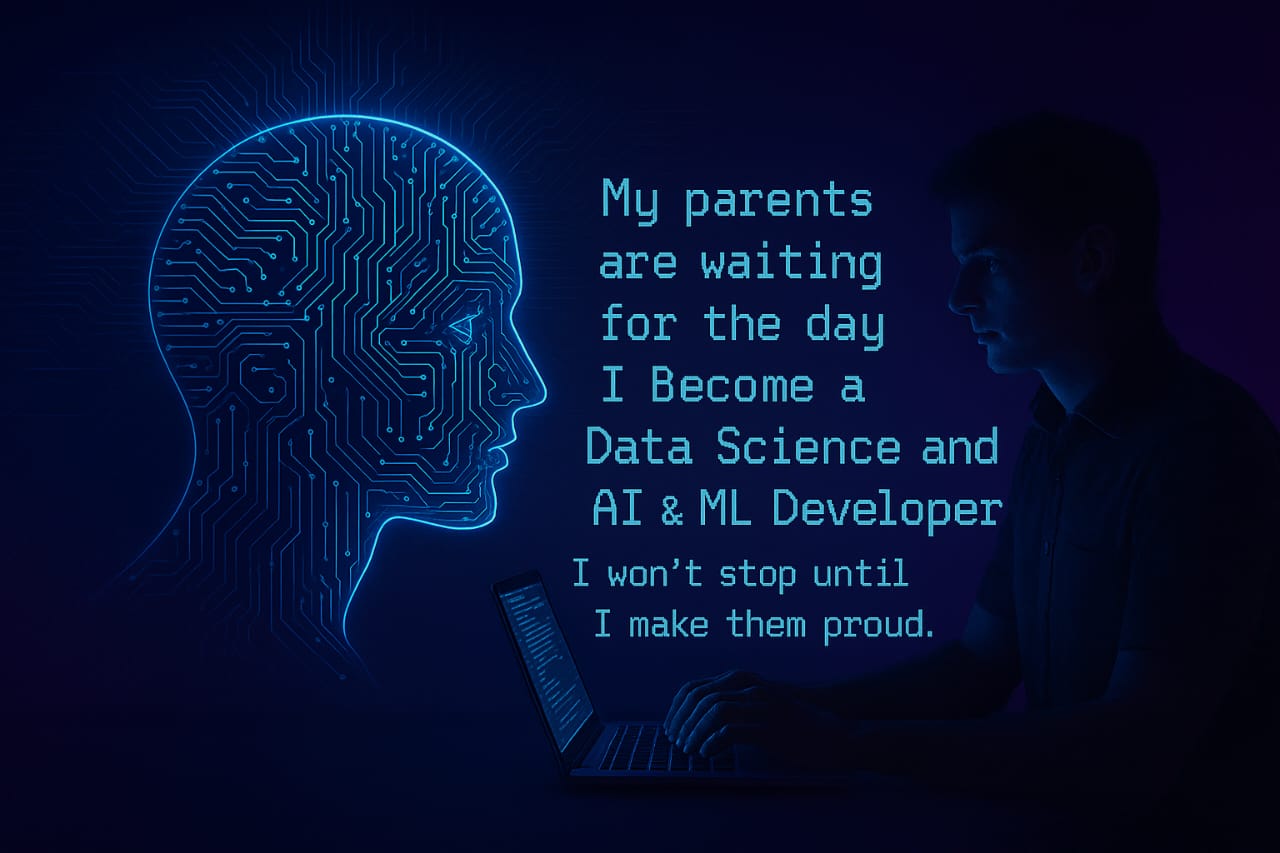 My parents
are waiting
for the day
I Become a
Data Science and
AI & ML Developer
I won’t stop until
I make them proud.